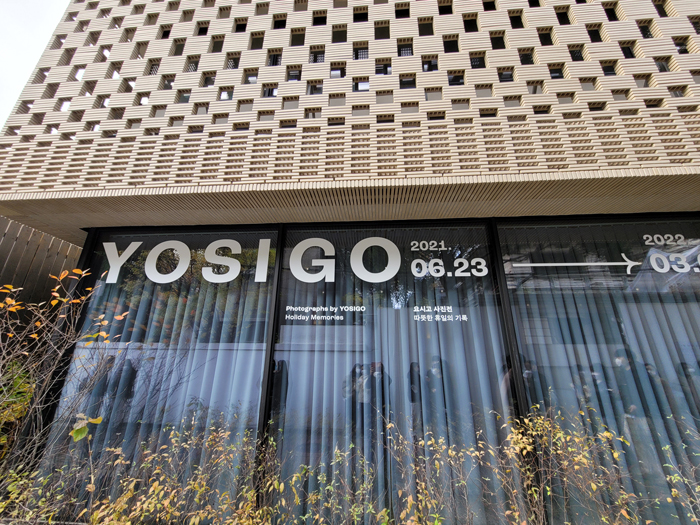 YOSIGO
2021.
06.23
2022.
Photographs by YOSIGO
Holiday Memories
요시고 사진전
따뜻한 휴일의 기록